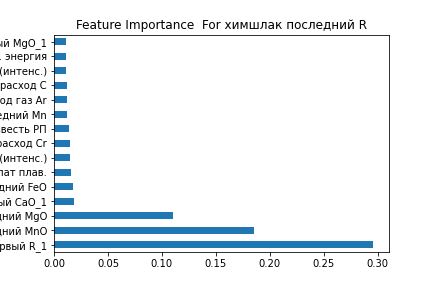 Feature Importance For химшлак последний R
ый MgO_1
. энергия
(интенс.)
расход C
од газ Ar
едний Mn
звесть РП
расход Cr
(интенс.)
лат плав.
дний FeO
ый CaO_1
дний MgO
дний MnO
рвый R_1
0.00 0.05 0.10 0.15 0.20 0.25 0.30